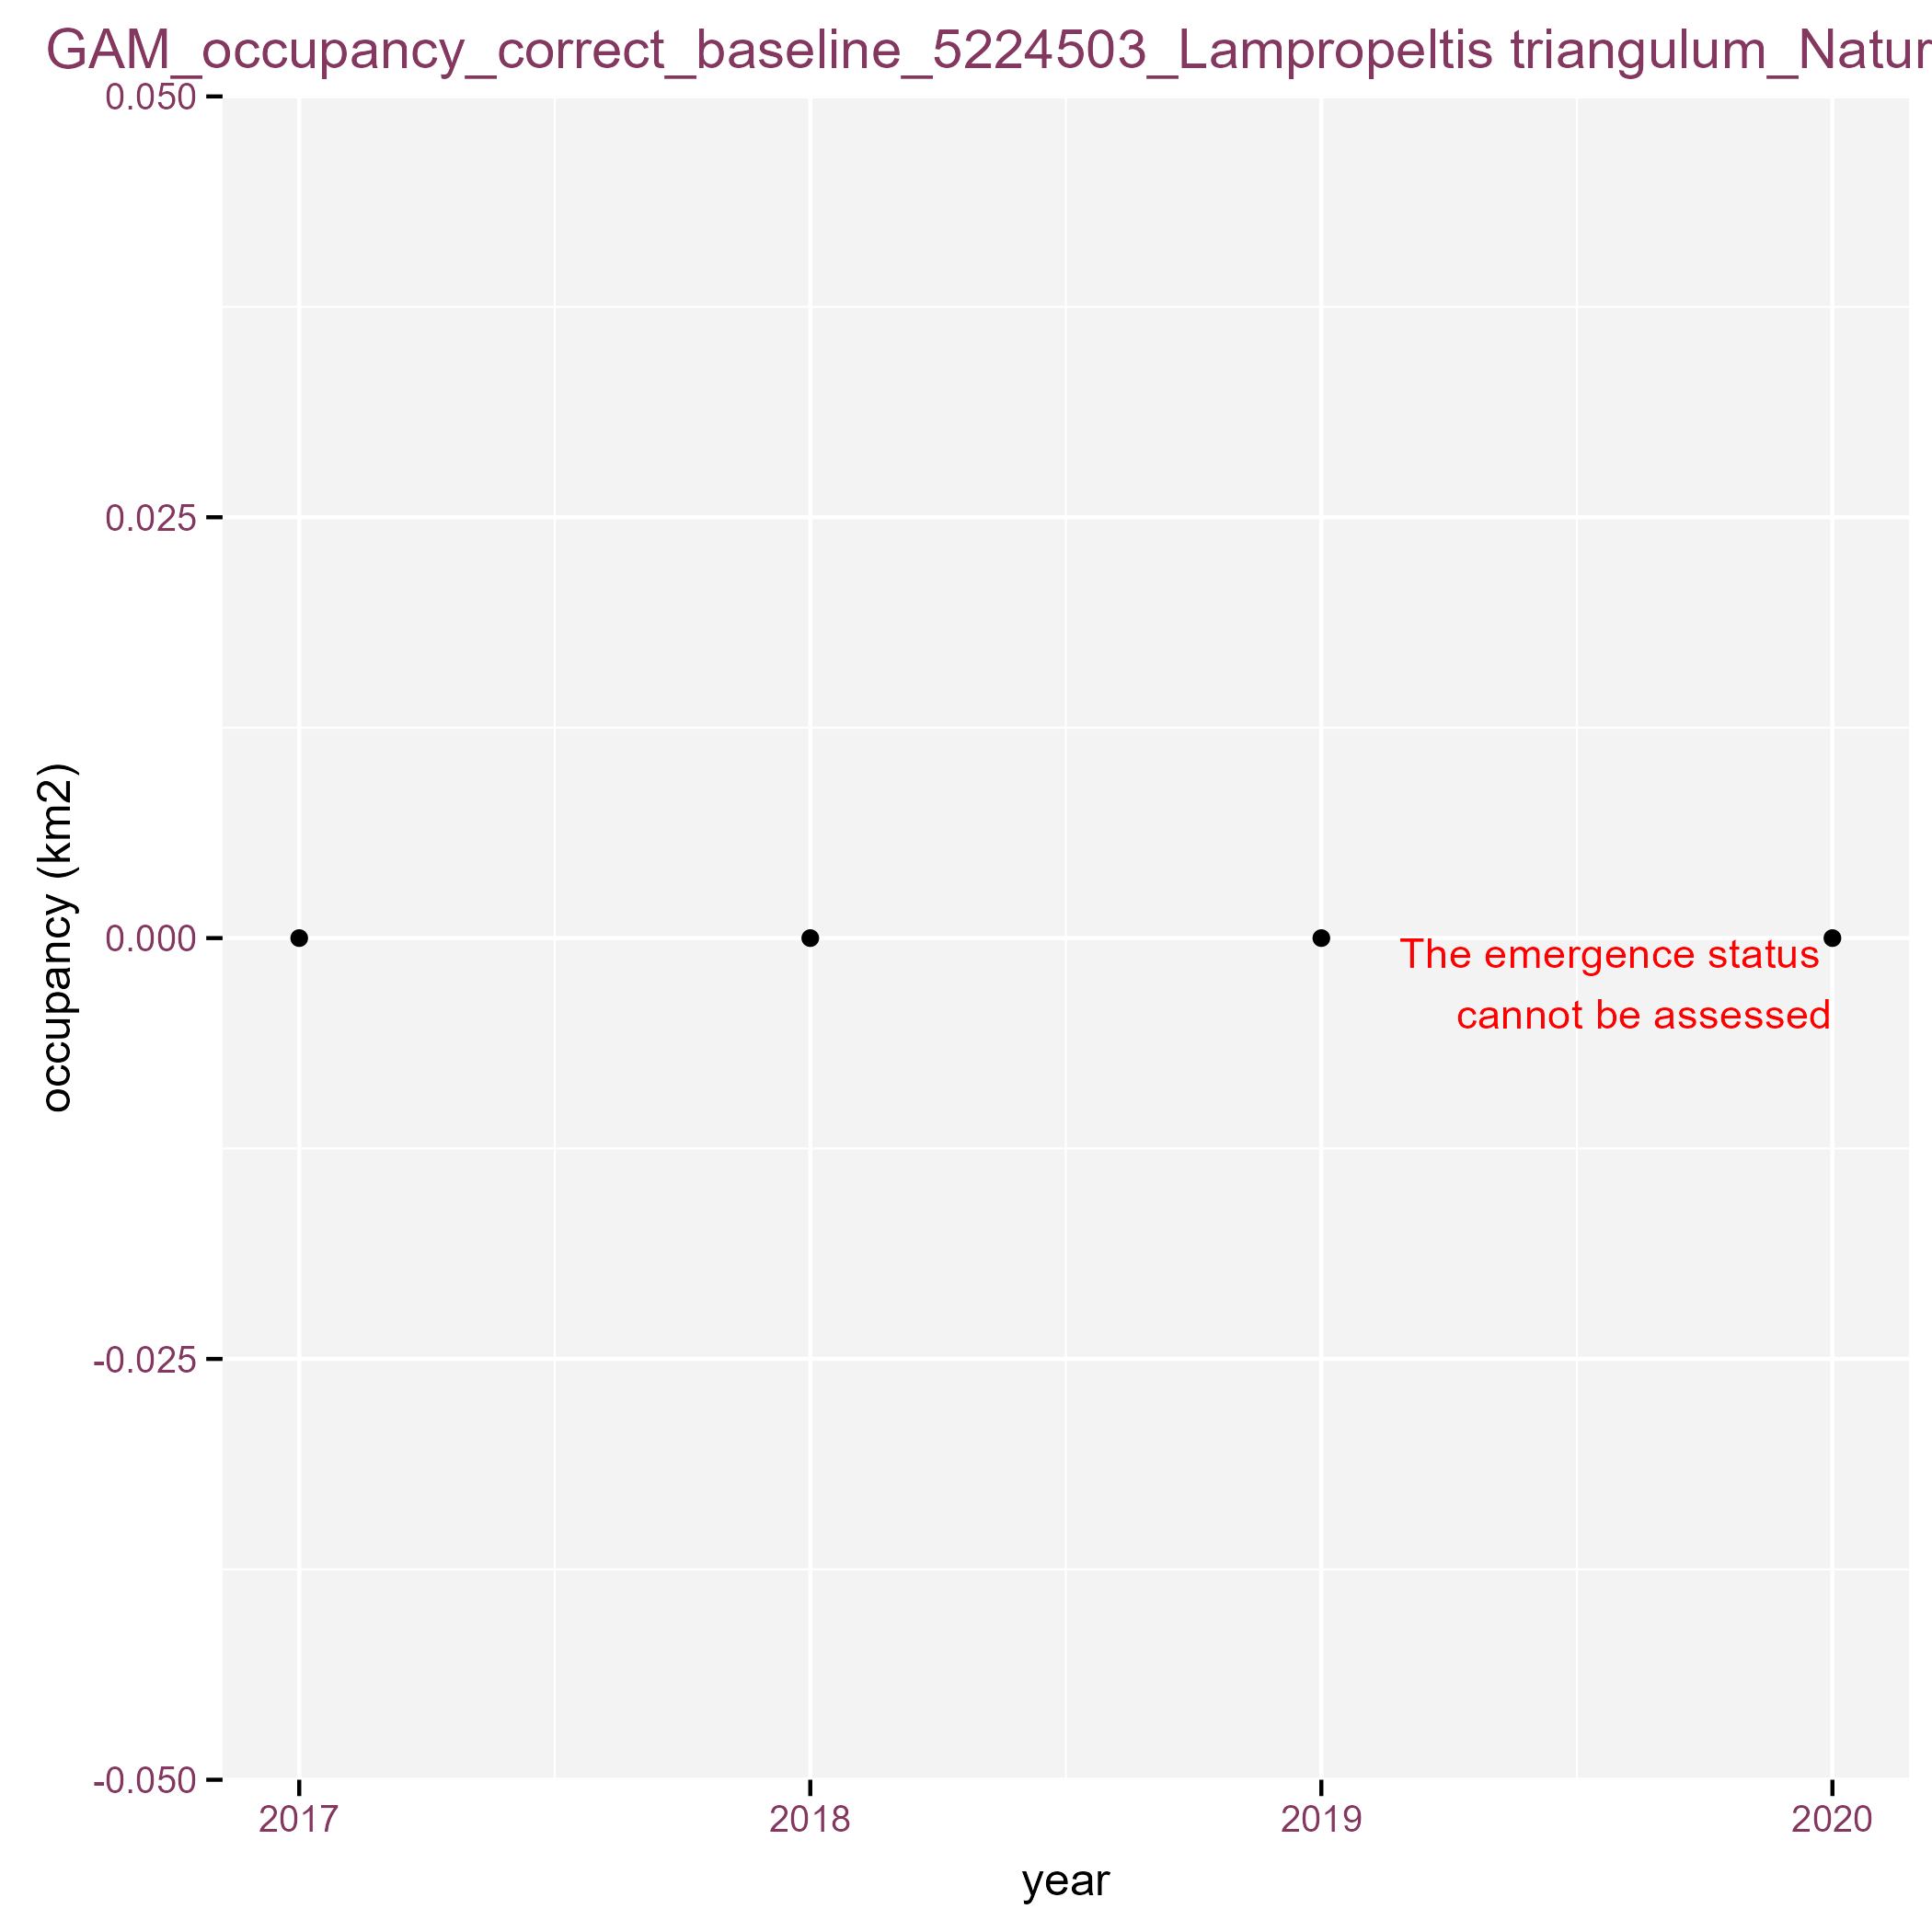 GAM_occupancy_correct_baseline_5224503_Lampropeltis triangulum_Natur
0.050
0.025
0.000
-0.025
-0.050
occupancy (km2)
The emergence status
cannot be assessed
2017 2018 2019 2020
year